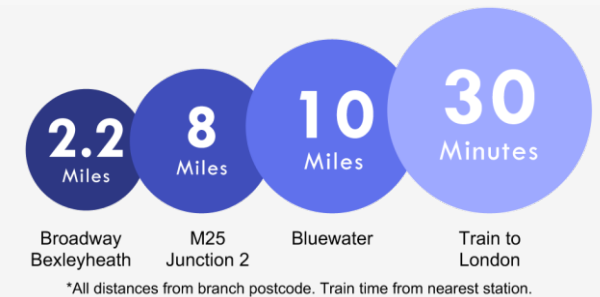 2.2
Miles
8
Miles
10
Miles
30
Minutes
Broadway
Bexleyheath
M25
Junction 2
Bluewater
Train to
London
*All distances from branch postcode. Train time from nearest station.